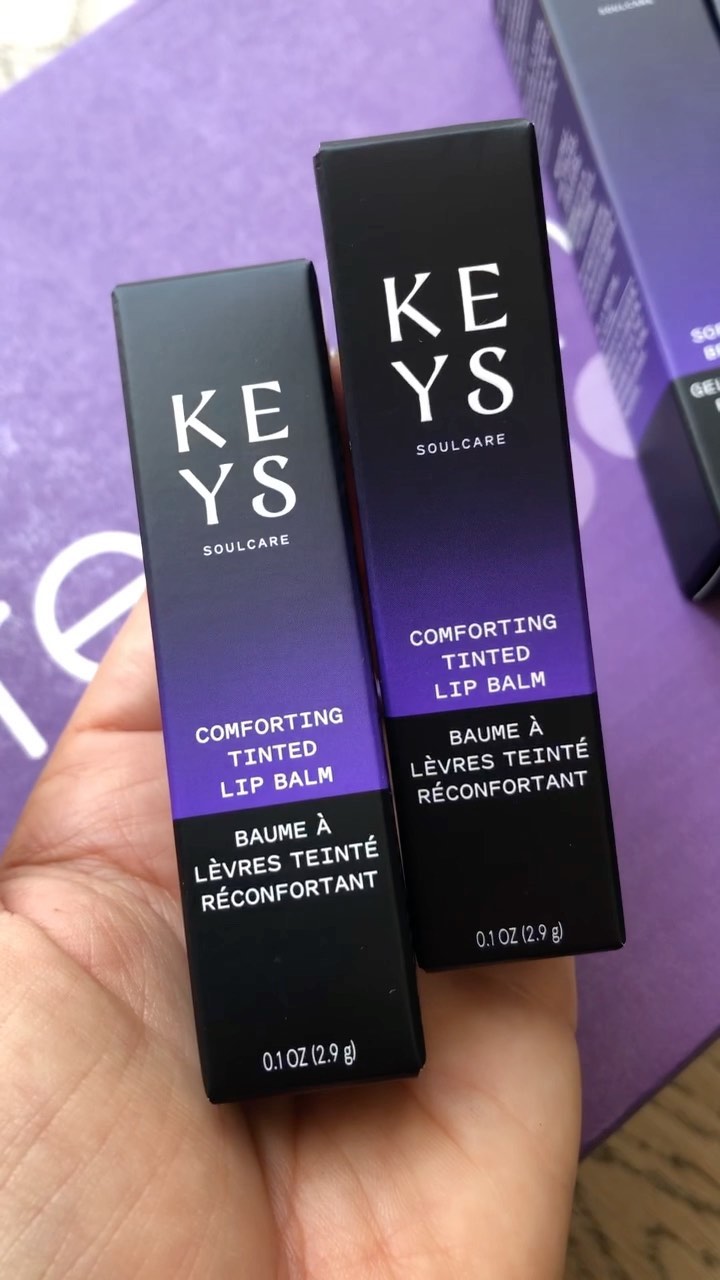 KE
YS
SOULCARE
COMFORTING
TINTED
LIP BALM
BAUME À
LÈVRES TEINTÉ
RÉCONFORTANT
0.1 OZ (2.9 g)
KE
YS
SOULCARE
COMFORTING
TINTED
LIP BALM
BAUME À
LÈVRES TEINTÉ
RÉCONFORTANT
0.1 OZ (2.9 g)
SOULCARE